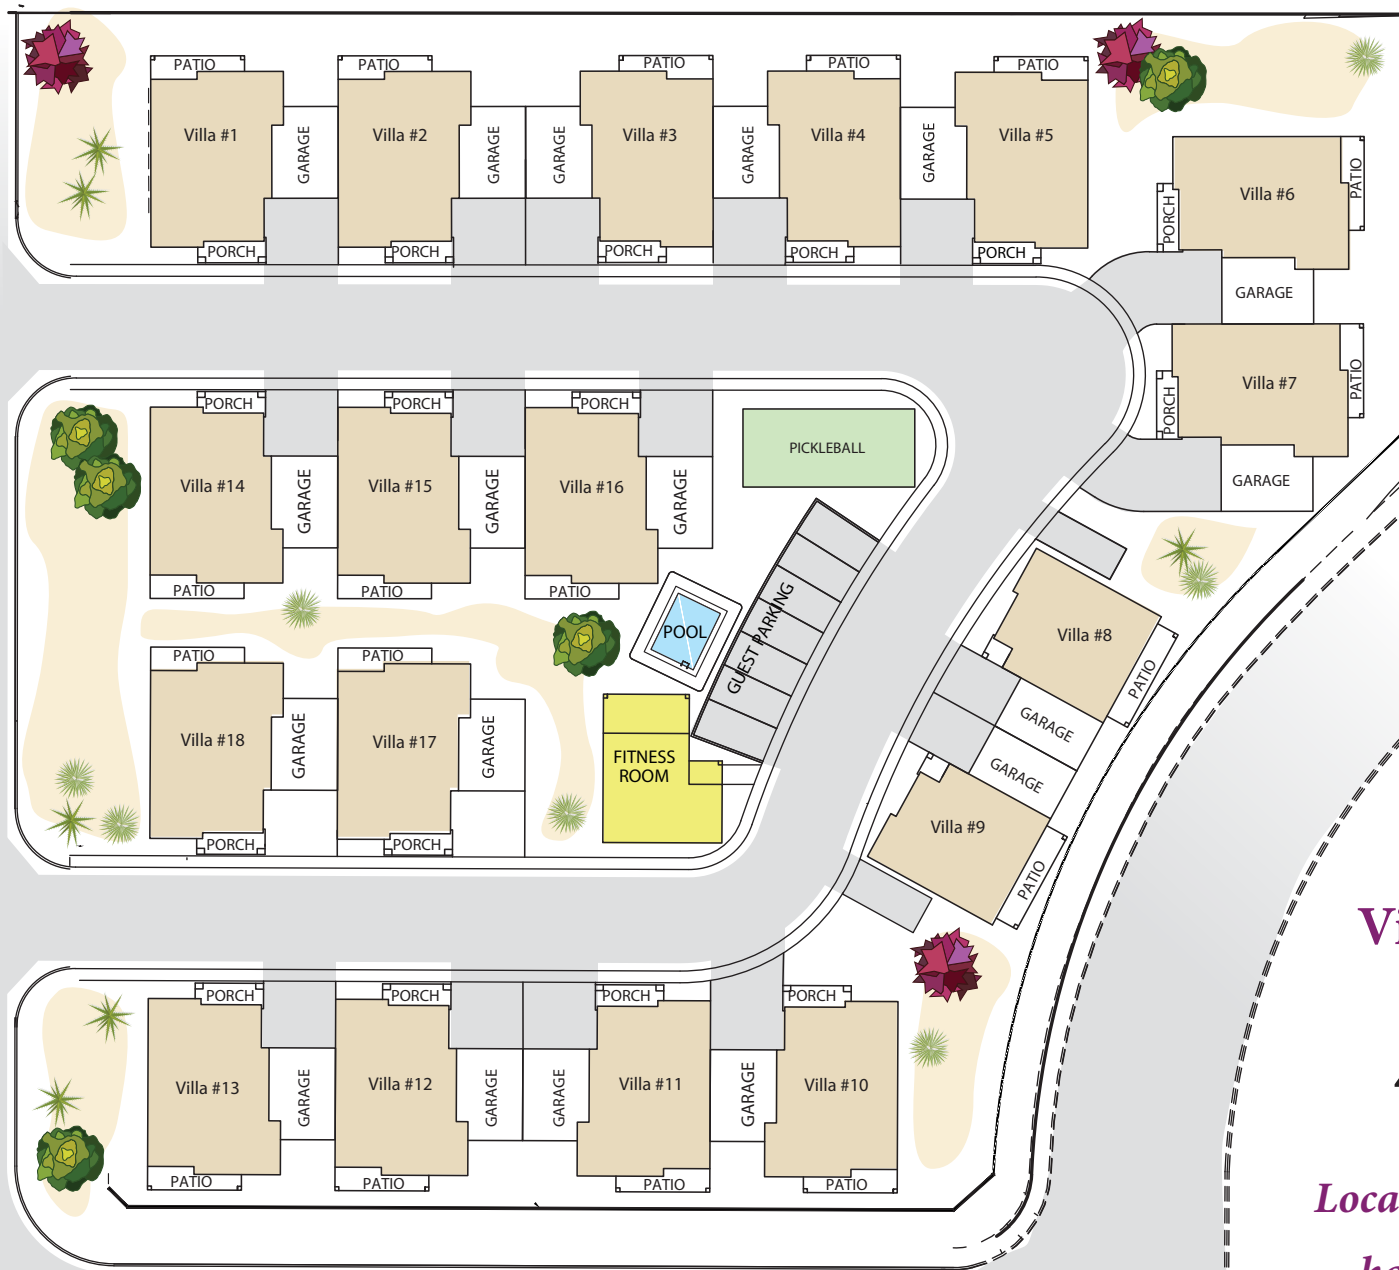 PATIO
PATIO
PATIO
PATIO
PATIO
Villa #1
GARAGE
Villa #2
GARAGE
GARAGE
Villa #3
GARAGE
Villa #4
GARAGE
Villa #5
PORCH
PORCH
PORCH
PORCH
PORCH
Villa #6
PATIO
PORCH
GARAGE
Villa #7
PATIO
PORCH
GARAGE
PORCH
PORCH
PORCH
PICKLEBALL
Villa #14
GARAGE
Villa #15
GARAGE
Villa #16
GARAGE
PATIO
PATIO
PATIO
POOL
GUEST PARKING
Villa #8
PATIO
GARAGE
PATIO
PATIO
Villa #18
GARAGE
Villa #17
GARAGE
FITNESS
ROOM
PORCH
PORCH
GARAGE
Villa #9
PATIO
Vi
PORCH
PORCH
PORCH
PORCH
Villa #13
GARAGE
Villa #12
GARAGE
GARAGE
Villa #11
GARAGE
Villa #10
PATIO
PATIO
PATIO
PATIO
Loca